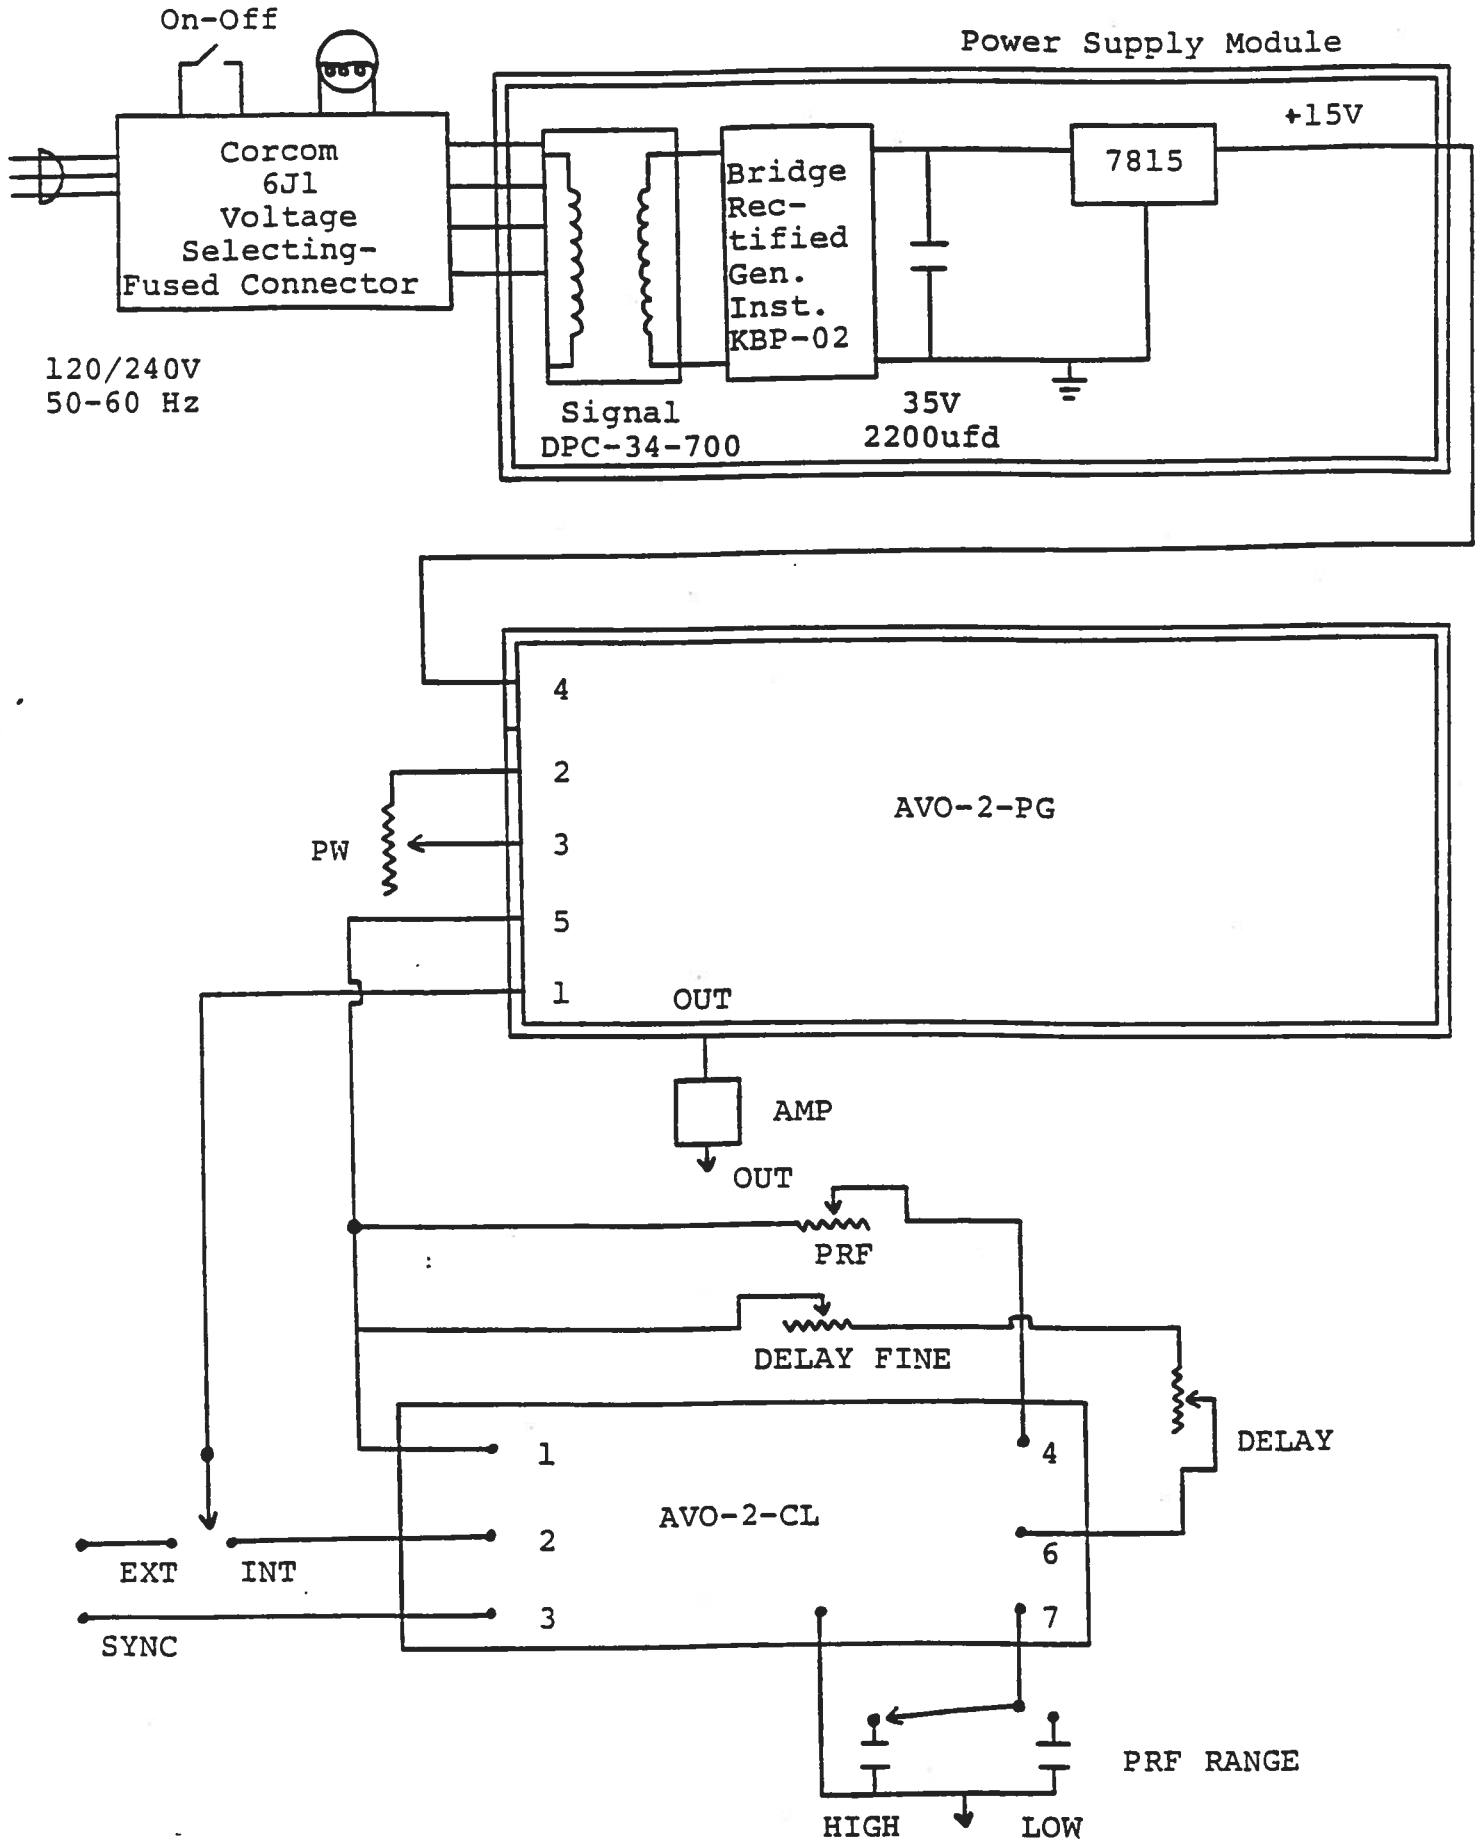 On-Off
Power Supply Module
+15V
Corcom
6J1
Voltage
Selecting-
Fused Connector
Bridge
Rec-
tified
Gen.
Inst.
KBP-02
7815
120/240V
50-60 Hz
Signal
DPC-34-700
35V
2200ufd
4
2
AVO-2-PG
PW
3
5
1
OUT
AMP
OUT
PRF
DELAY FINE
DELAY
1
4
AVO-2-CL
2
6
EXT
INT
3
7
SYNC
PRF RANGE
HIGH
LOW